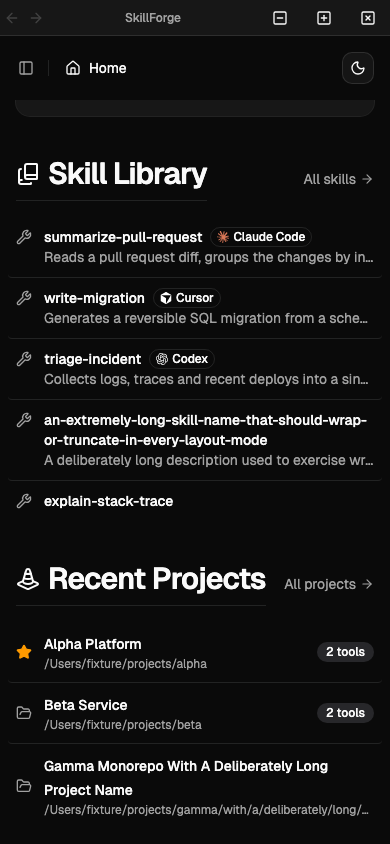 SkillForge
Home
Skill Library
All skills
summarize-pull-request
Claude Code
Reads a pull request diff, groups the changes by in...
write-migration
Cursor
Generates a reversible SQL migration from a sche...
triage-incident
Codex
Collects logs, traces and recent deploys into a sin...
an-extremely-long-skill-name-that-should-wrap-
or-truncate-in-every-layout-mode
A deliberately long description used to exercise wr...
explain-stack-trace
Recent Projects
All projects
Alpha Platform
2 tools
/Users/fixture/projects/alpha
Beta Service
2 tools
/Users/fixture/projects/beta
Gamma Monorepo With A Deliberately Long
Project Name
/Users/fixture/projects/gamma/with/a/deliberately/long/...